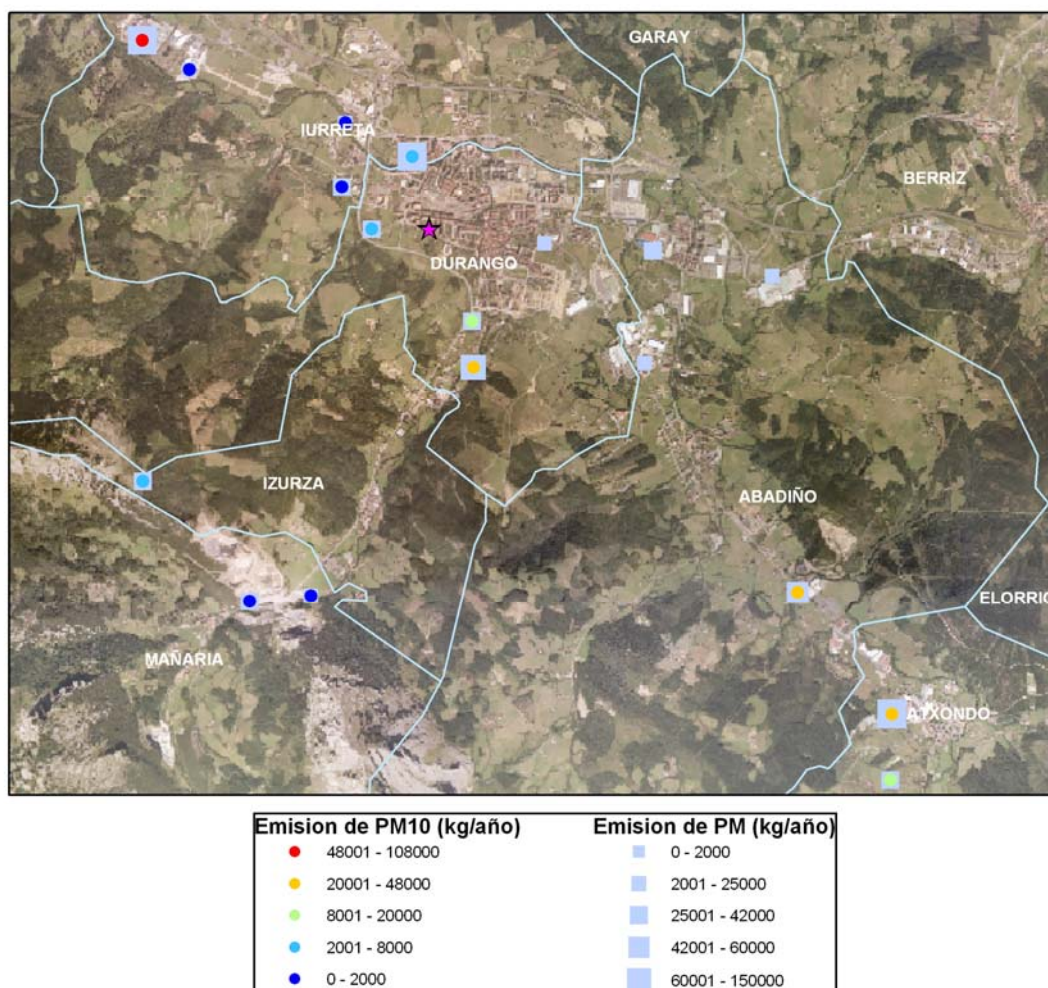 GARAY
IURRETA
BERRIZ
DURANGO
IZURZA
ABADIÑO
ELORRIO
MAÑARIA
ATXONDO
Emision de PM10 (kg/año)
48001 - 108000
20001 - 48000
8001 - 20000
2001 - 8000
0 - 2000
Emision de PM (kg/año)
0 - 2000
2001 - 25000
25001 - 42000
42001 - 60000
60001 - 150000